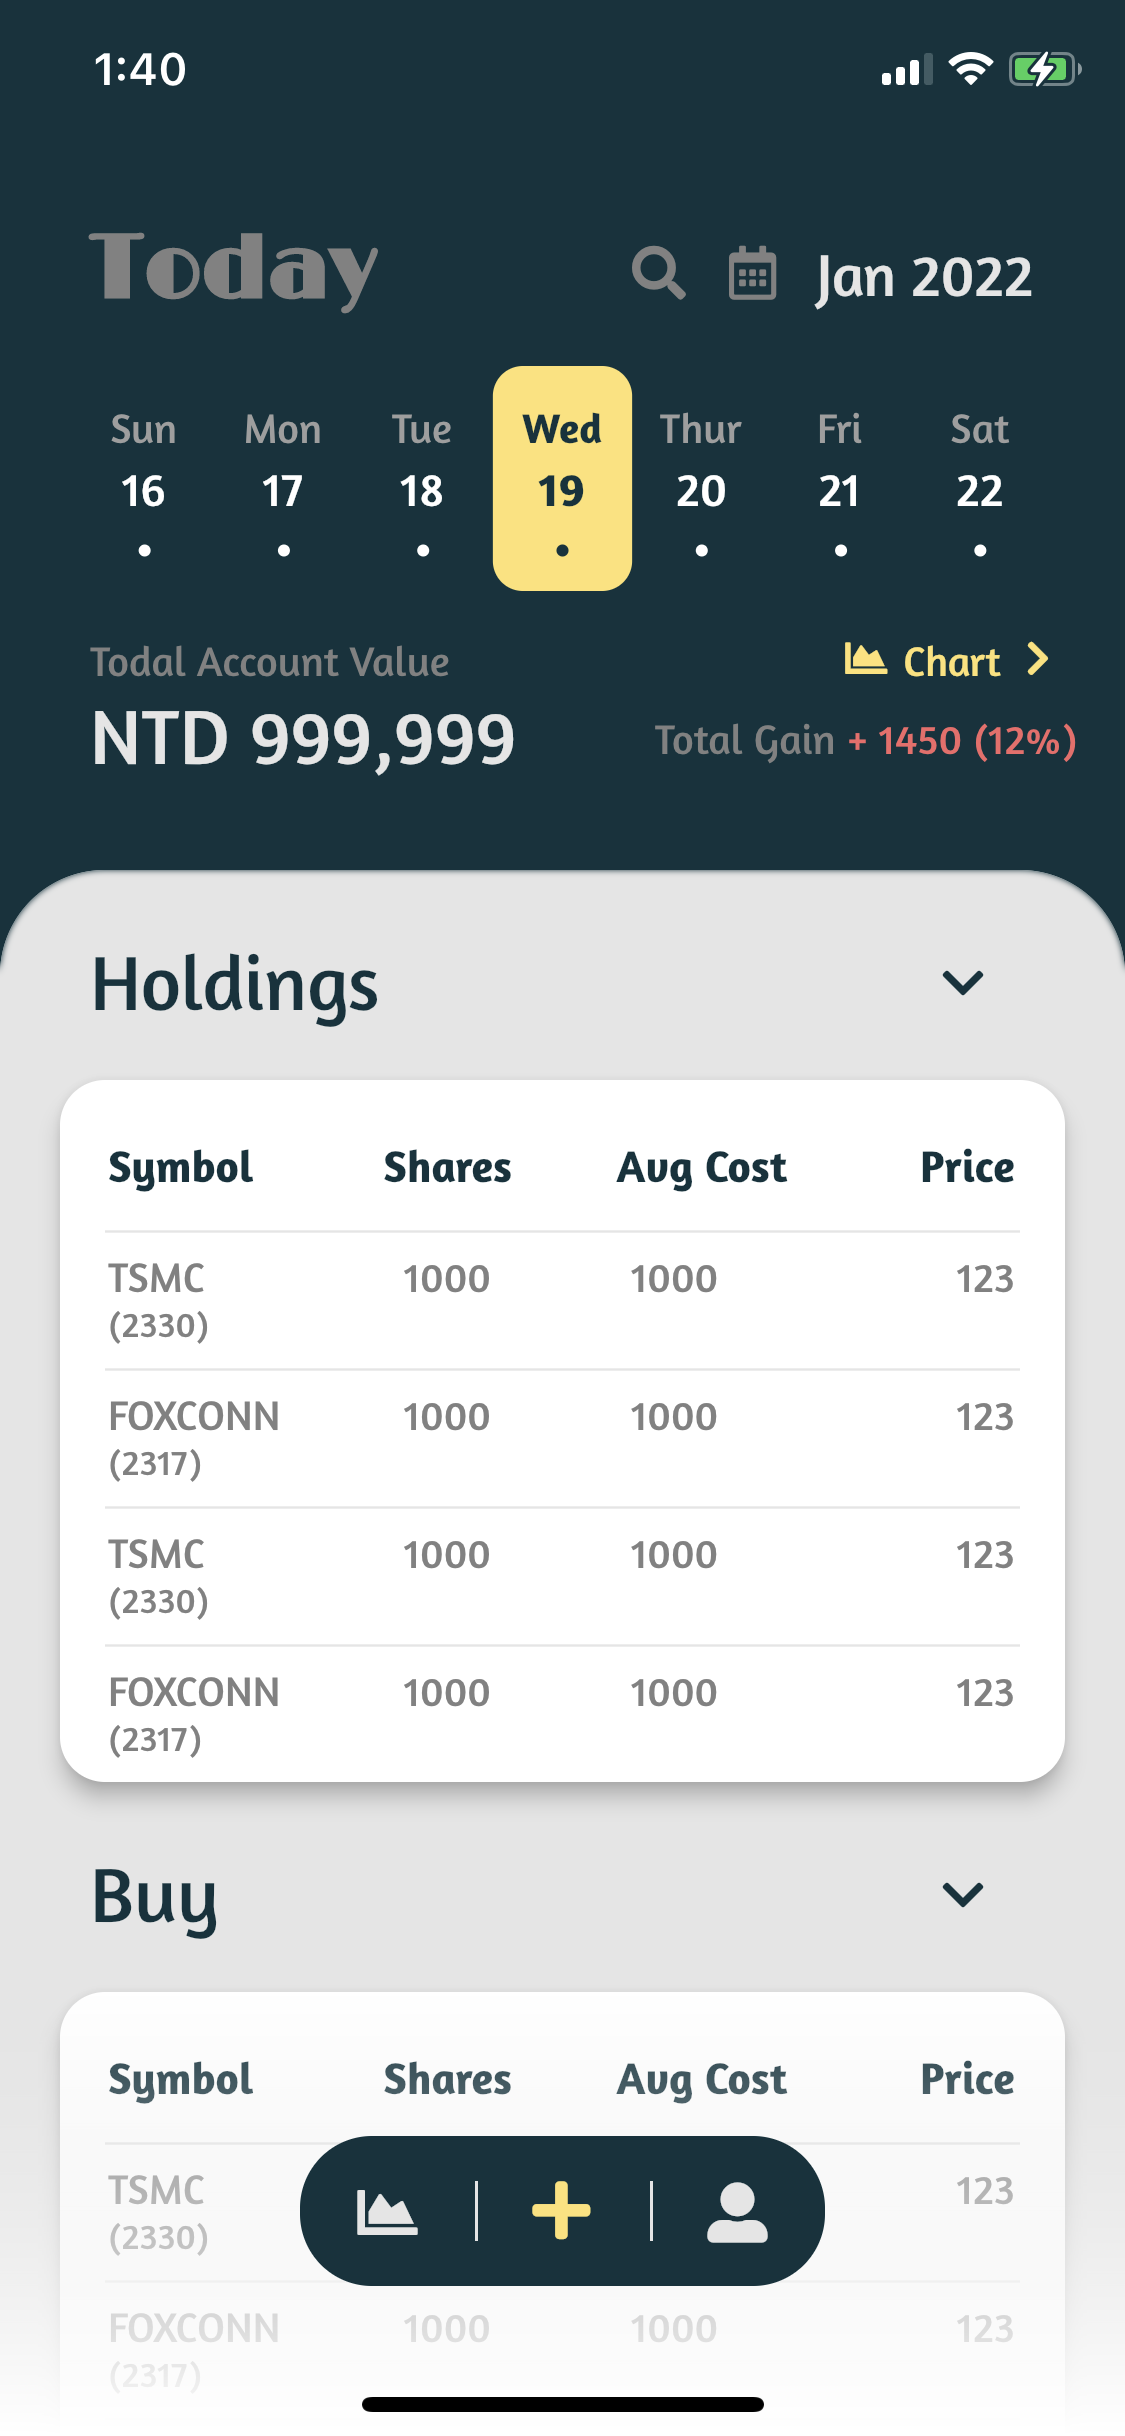 1:40
Today Jan 2022
Sun Mon Tue Wed Thur Fri Sat
16 17 18 19 20 21 22
Todal Account Value Chart
NTD 999,999 Total Gain + 1450 (12%)
Holdings
Symbol Shares Avg Cost Price
TSMC 1000 1000 123
(2330)
FOXCONN 1000 1000 123
(2317)
TSMC 1000 1000 123
(2330)
FOXCONN 1000 1000 123
(2317)
Buy
Symbol Shares Avg Cost Price
TSMC 123
(2330)
FOXCONN 1000 1000 123
(2317)